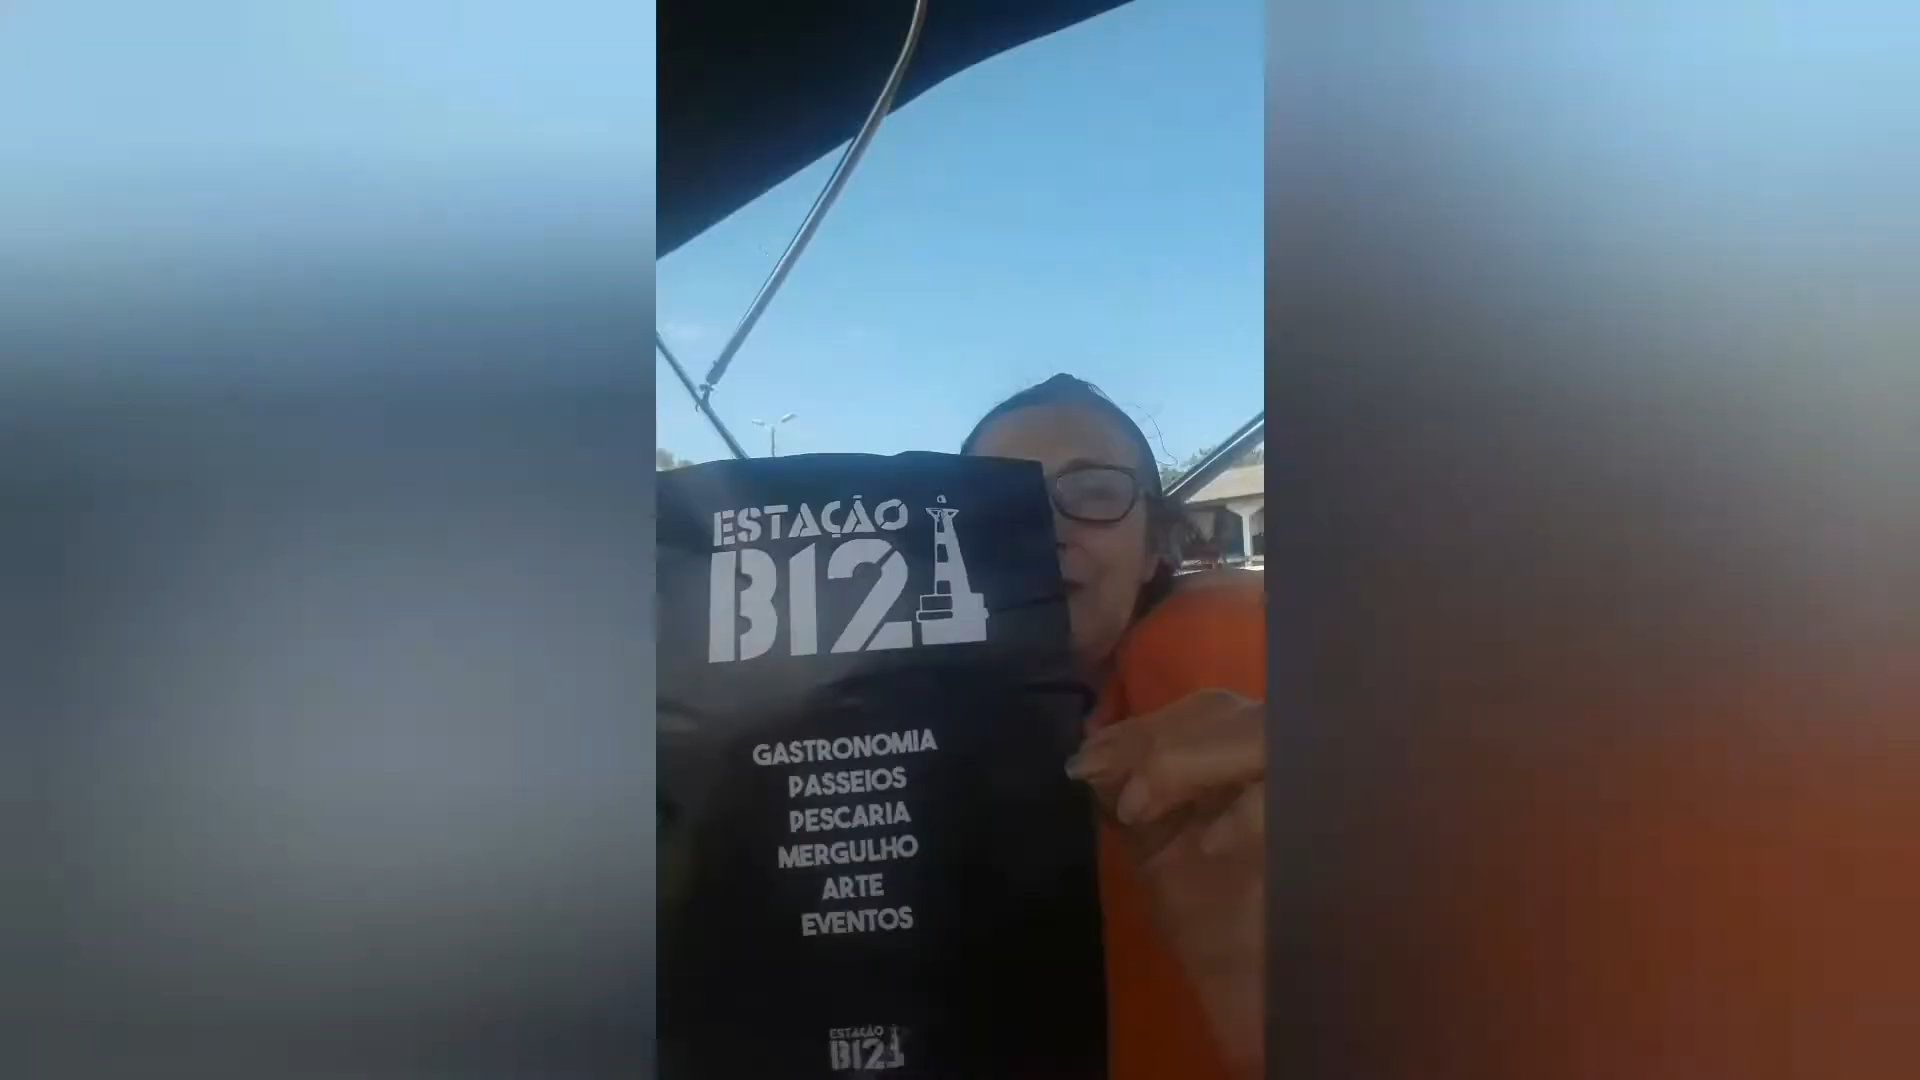 ESTAÇÃO
B12
GASTRONOMIA
PASSEIOS
PESCARIA
MERGULHO
ARTE
EVENTOS
ESTAÇÃO
B12